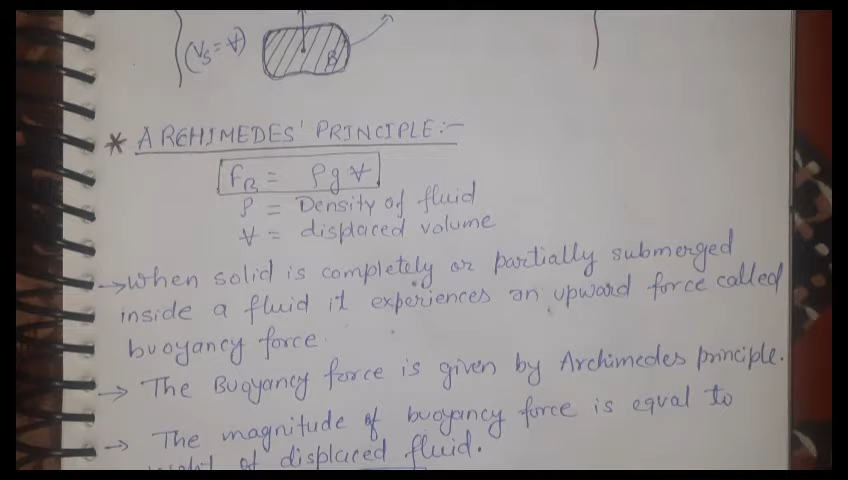 (Vs = ∀)
B
* ARCHIMEDES' PRINCIPLE:-
FB = ρg∀
ρ = Density of fluid
∀ = displaced volume
→ When solid is completely or partially submerged
inside a fluid it experiences an upward force called
buoyancy force.
→ The Buoyancy force is given by Archimedes principle.
→ The magnitude of buoyancy force is equal to
of displaced fluid.